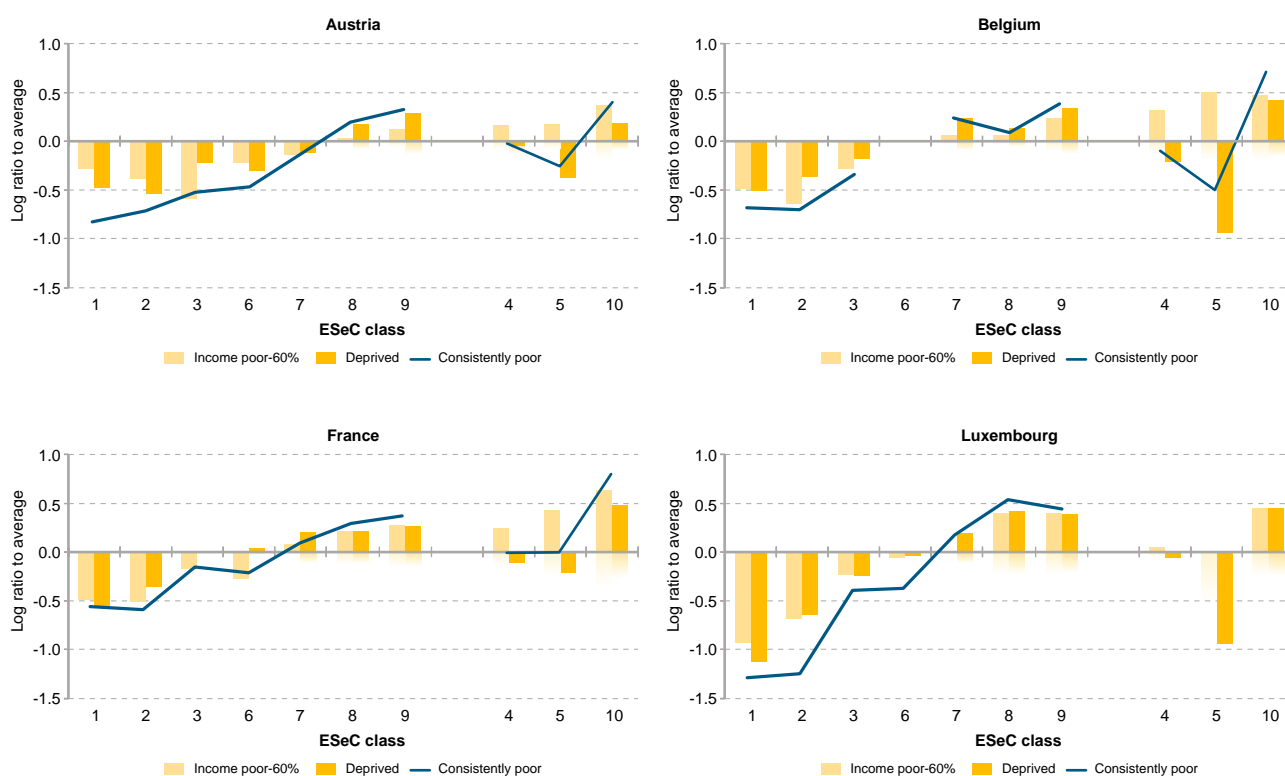 Austria
Log ratio to average
1.0
0.5
0.0
-0.5
-1.0
-1.5
1 2 3 6 7 8 9 4 5 10
ESeC class
Income poor-60% Deprived Consistently poor
Belgium
Log ratio to average
1.0
0.5
0.0
-0.5
-1.0
-1.5
1 2 3 6 7 8 9 4 5 10
ESeC class
Income poor-60% Deprived Consistently poor
France
Log ratio to average
1.0
0.5
0.0
-0.5
-1.0
-1.5
1 2 3 6 7 8 9 4 5 10
ESeC class
Income poor-60% Deprived Consistently poor
Luxembourg
Log ratio to average
1.0
0.5
0.0
-0.5
-1.0
-1.5
1 2 3 6 7 8 9 4 5 10
ESeC class
Income poor-60% Deprived Consistently poor